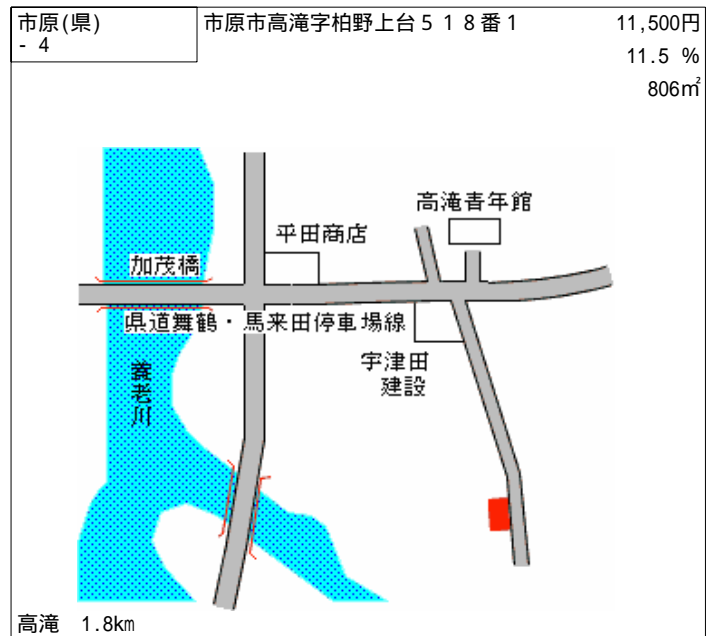 市原(県)
- 4
市原市高滝字柏野上台５１８番１
11,500円
11.5 %
806㎡
高滝青年館
平田商店
加茂橋
県道舞鶴・馬来田停車場線
宇津田
建設
養老川
高滝 1.8km